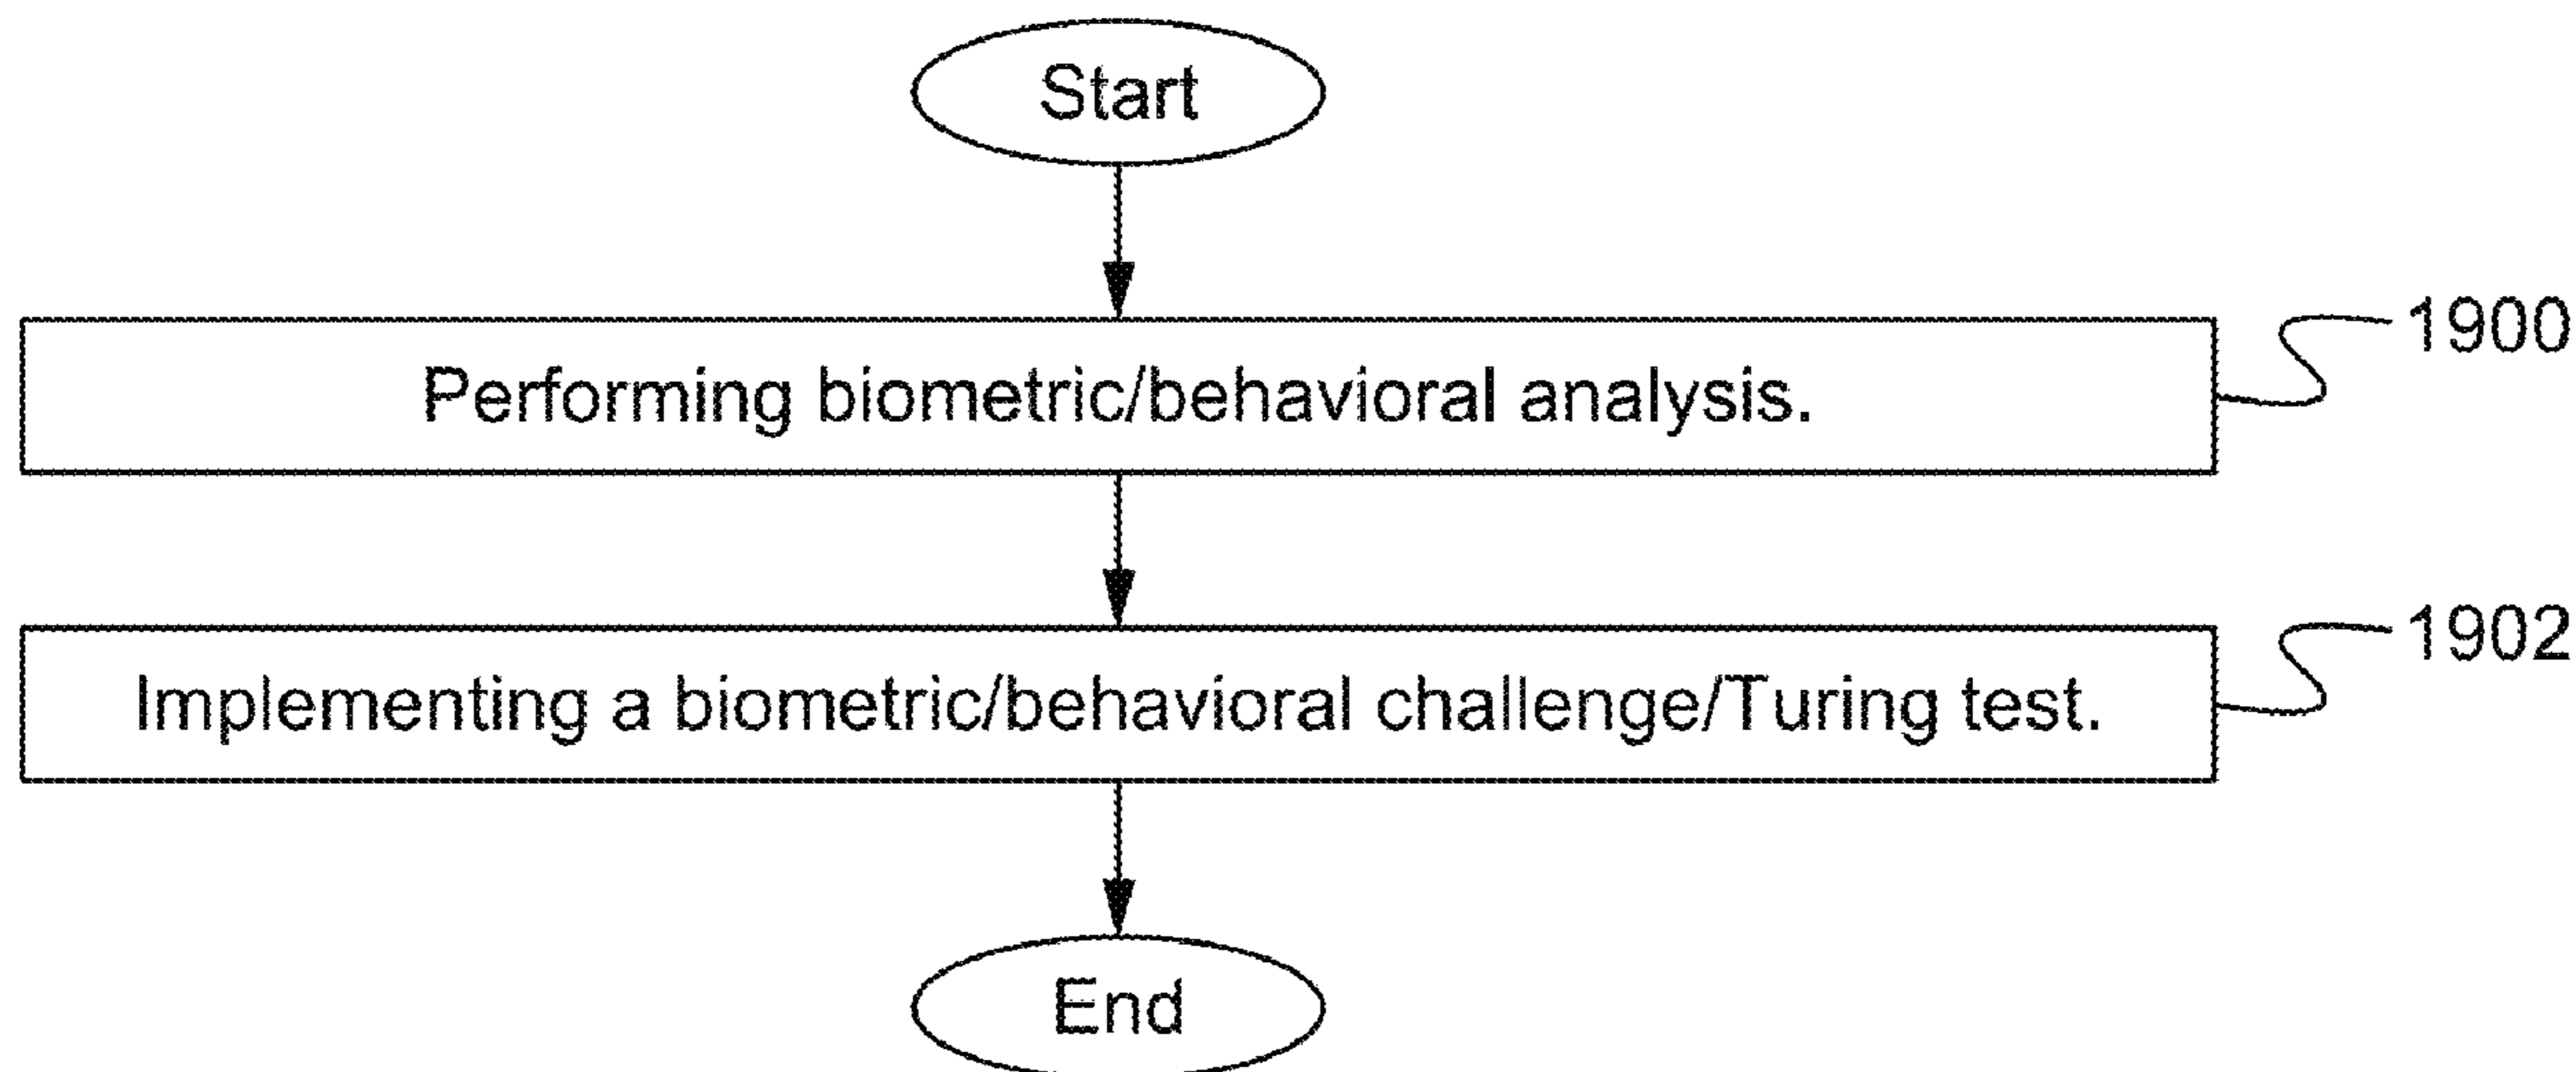 Start
Performing biometric/behavioral analysis.
1900
Implementing a biometric/behavioral challenge/Turing test.
1902
End